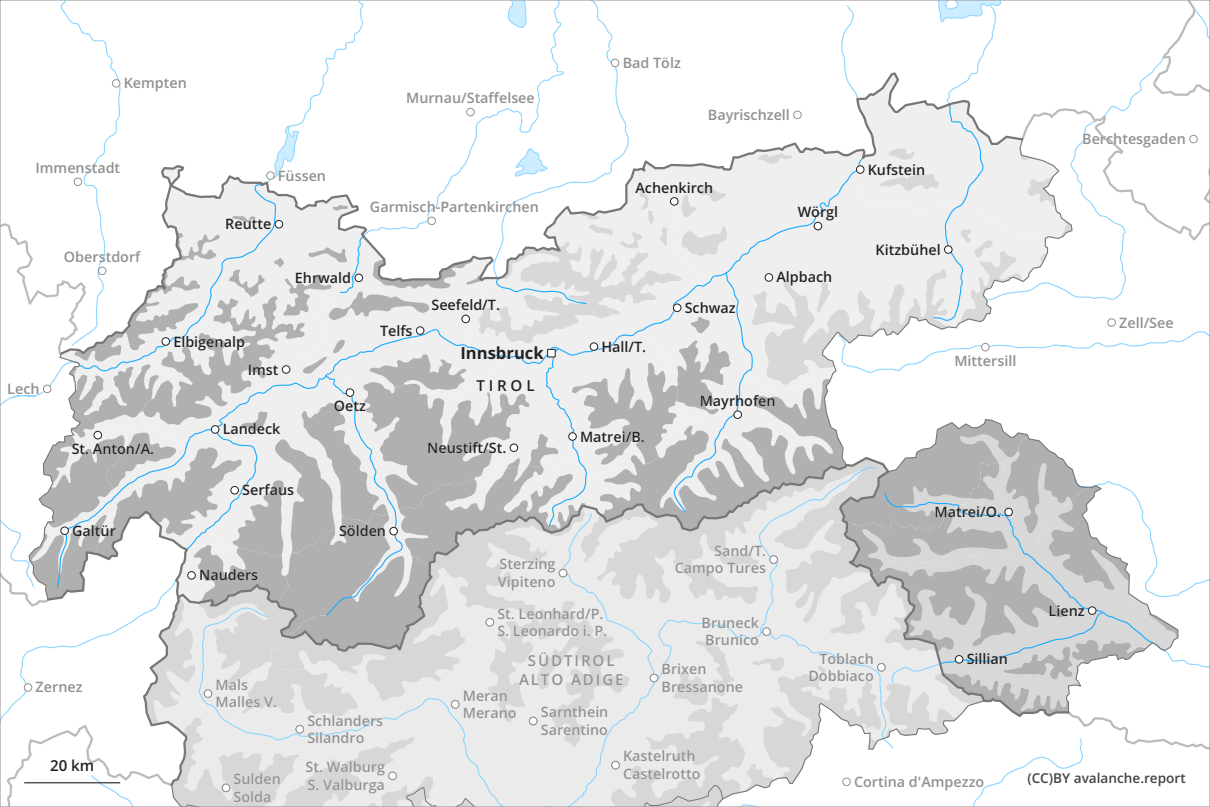 Kempten
Bad Tölz
Murnau/Staffelsee
Bayrischzell
Berchtesgaden
Immenstadt
Füssen
Kufstein
Achenkirch
Garmisch-Partenkirchen
Wörgl
Reutte
Kitzbühel
Oberstdorf
Ehrwald
Alpbach
Seefeld/T.
Schwaz
Zell/See
Telfs
Elbigenalp
Innsbruck
Hall/T.
Mittersill
Imst
TIROL
Lech
Oetz
Mayrhofen
Landeck
Matrei/B.
St. Anton/A.
Neustift/St.
Serfaus
Matrei/O.
Galtür
Sölden
Sand/T.
Campo Tures
Sterzing
Vipiteno
Nauders
Lienz
St. Leonhard/P.
S. Leonardo i. P.
Bruneck
Brunico
SÜDTIROL
ALTO ADIGE
Toblach
Dobbiaco
Sillian
Brixen
Bressanone
Zernez
Mals
Malles V.
Meran
Merano
Sarnthein
Sarentino
Schlanders
Silandro
Kastelruth
Castelrotto
St. Walburg
S. Valburga
20 km
Sulden
Solda
Cortina d'Ampezzo
(CC)BY avalanche.report